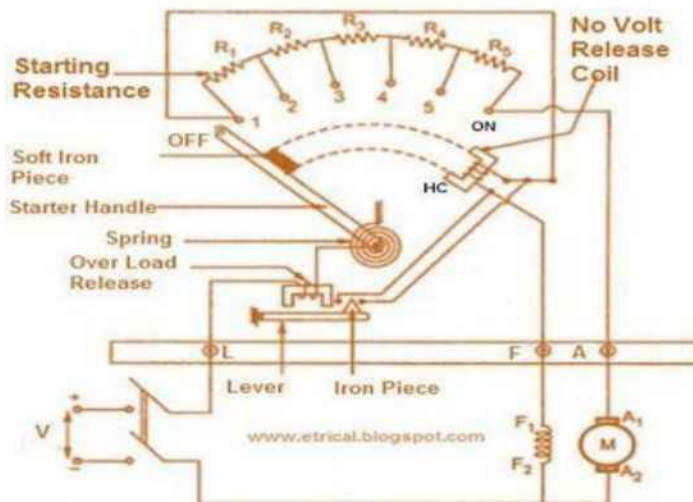 No Volt
Release
Coil
R1
R2
R3
R4
R5
Starting
Resistance
1
2
3
4
5
ON
OFF
Soft Iron
Piece
HC
Starter Handle
Spring
Over Load
Release
L
F
A
Lever
Iron Piece
+
V
−
www.etrical.blogspot.com
F1
F2
A1
M
A2